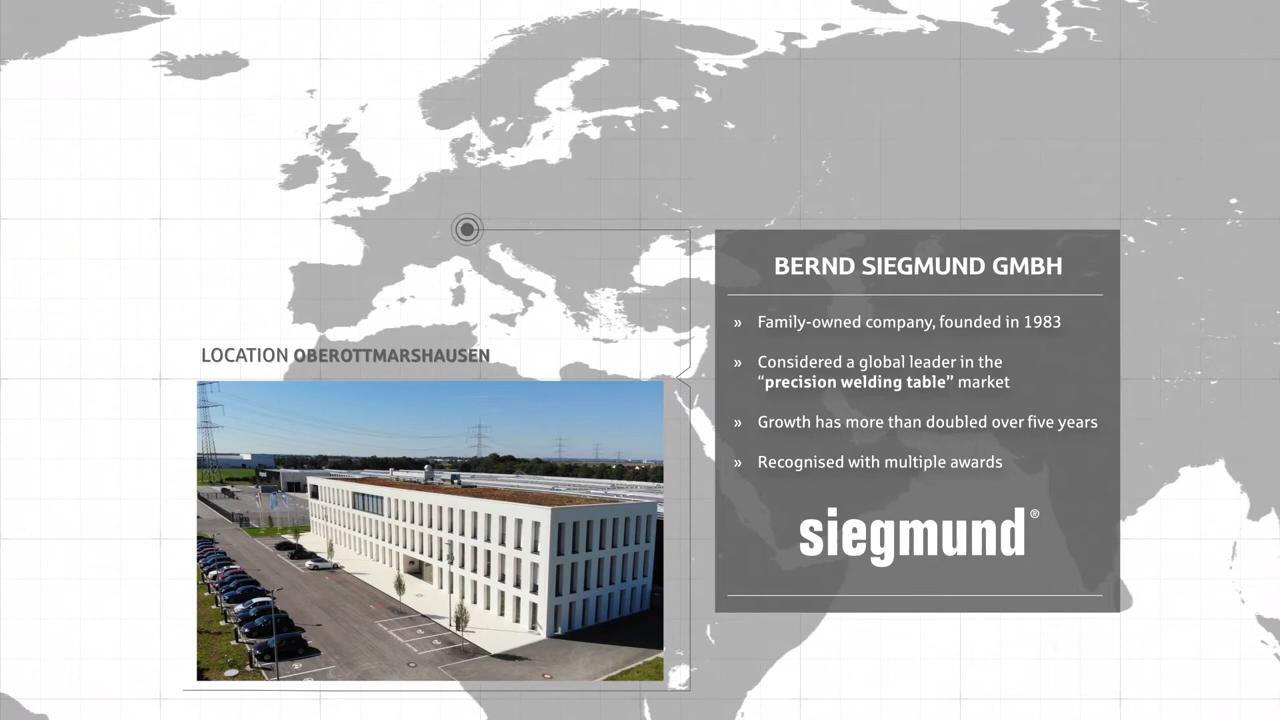 BERND SIEGMUND GMBH
» Family-owned company, founded in 1983
» Considered a global leader in the
“precision welding table” market
» Growth has more than doubled over five years
» Recognised with multiple awards
siegmund®
LOCATION OBEROTTMARSHAUSEN